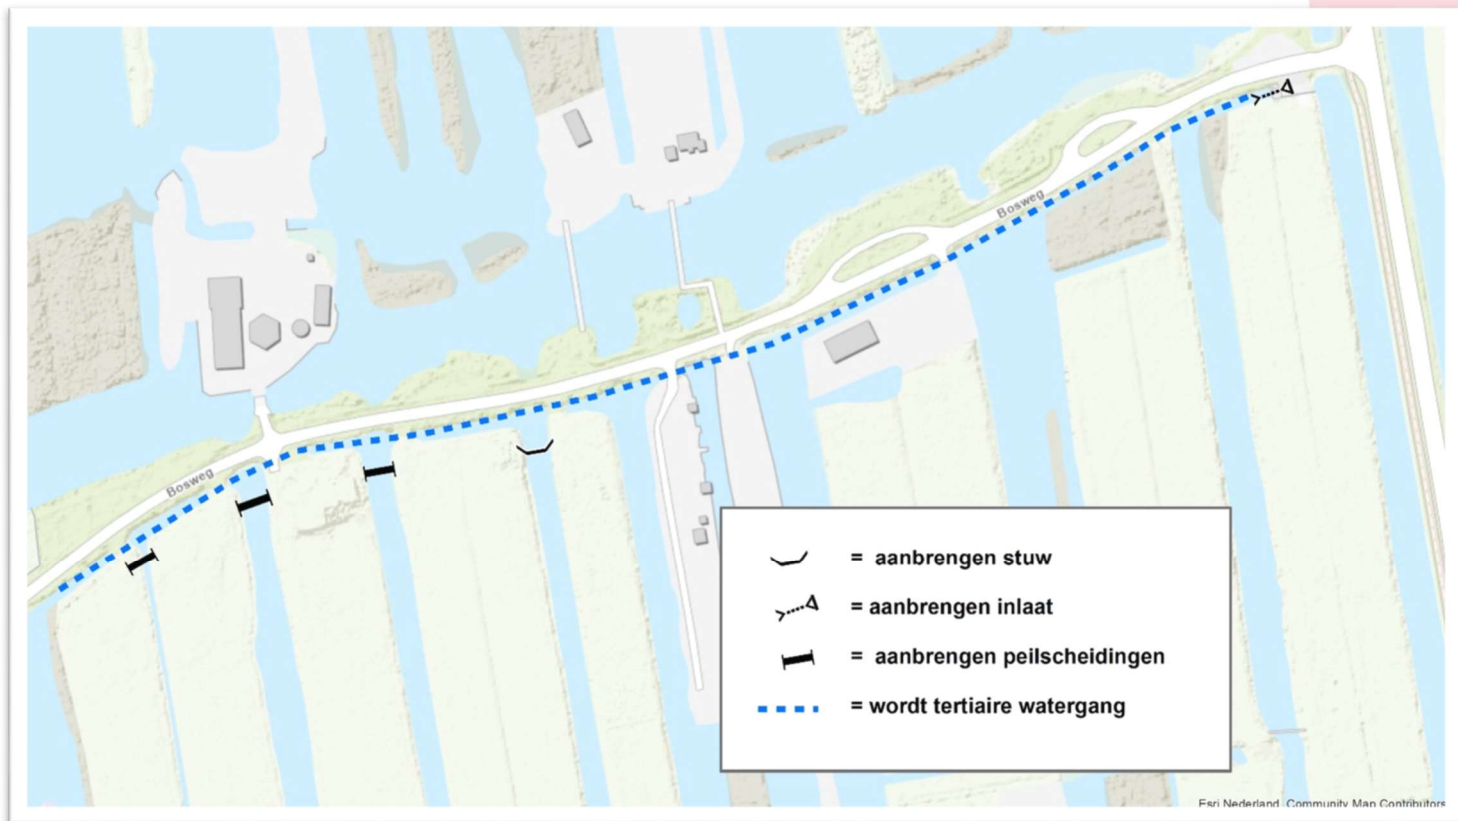 Bosweg
Bosweg
= aanbrengen stuw
= aanbrengen inlaat
= aanbrengen peilscheidingen
= wordt tertiaire watergang
Esri Nederland, Community Map Contributors